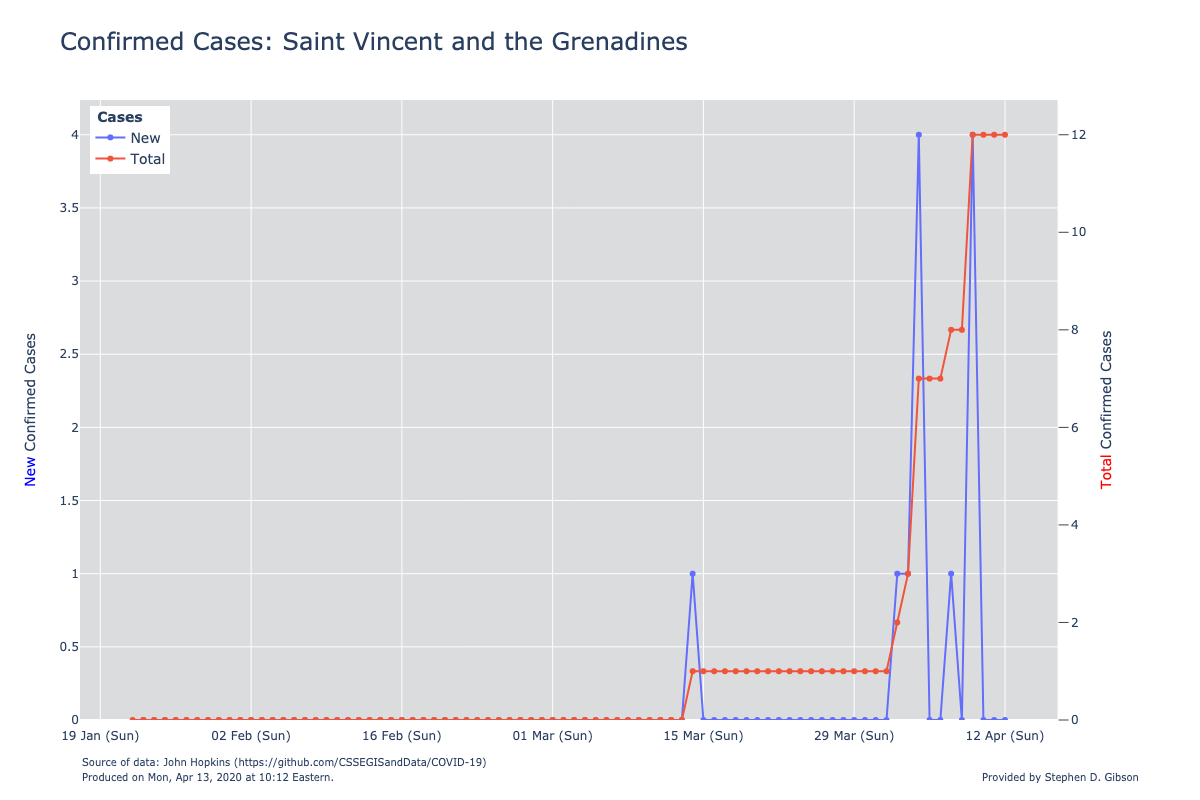 Confirmed Cases: Saint Vincent and the Grenadines
Cases
New
Total
4
3.5
3
2.5
2
1.5
1
0.5
0
12
10
8
6
4
2
0
New Confirmed Cases
Total Confirmed Cases
19 Jan (Sun) 02 Feb (Sun) 16 Feb (Sun) 01 Mar (Sun) 15 Mar (Sun) 29 Mar (Sun) 12 Apr (Sun)
Source of data: John Hopkins (https://github.com/CSSEGISandData/COVID-19)
Produced on Mon, Apr 13, 2020 at 10:12 Eastern.
Provided by Stephen D. Gibson